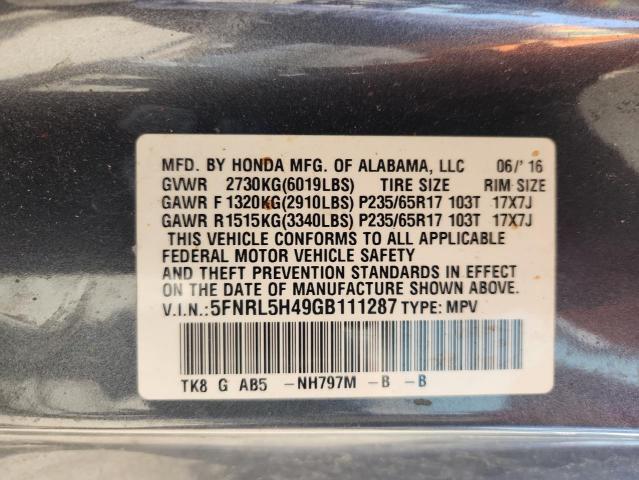 MFD. BY HONDA MFG. OF ALABAMA, LLC 06/'16
GVWR 2730KG(6019LBS) TIRE SIZE RIM SIZE
GAWR F 1320KG(2910LBS) P235/65R17 103T 17X7J
GAWR R1515KG(3340LBS) P235/65R17 103T 17X7J
THIS VEHICLE CONFORMS TO ALL APPLICABLE
FEDERAL MOTOR VEHICLE SAFETY
AND THEFT PREVENTION STANDARDS IN EFFECT
ON THE DATE OF MANUFACTURE SHOWN ABOVE.
V.I.N.:5FNRL5H49GB111287 TYPE: MPV
TK8 G AB5 -NH797M -B -B